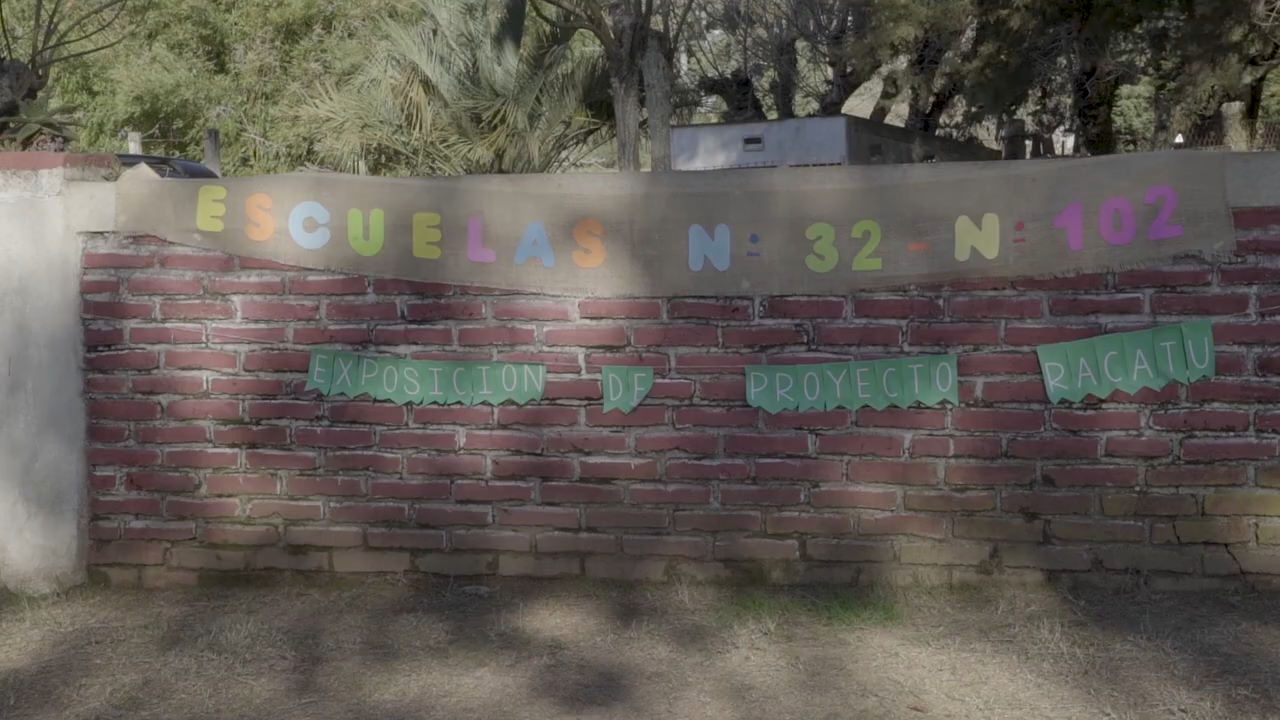 ESCUELAS N: 32 - N: 102
EXPOSICION DE PROYECTO RACATU